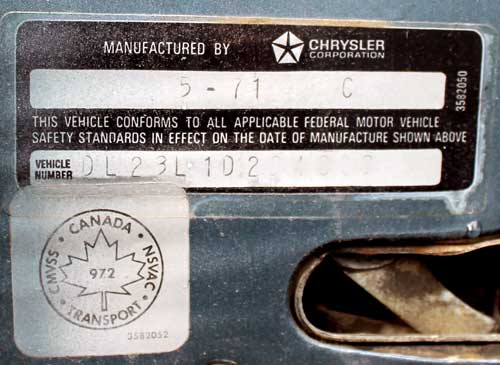 MANUFACTURED BY CHRYSLER CORPORATION
5-71 C
3582050
THIS VEHICLE CONFORMS TO ALL APPLICABLE FEDERAL MOTOR VEHICLE
SAFETY STANDARDS IN EFFECT ON THE DATE OF MANUFACTURE SHOWN ABOVE
VEHICLE NUMBER DL23L1D2
CANADA
CMVSS NSVAC
972
TRANSPORT
3582052